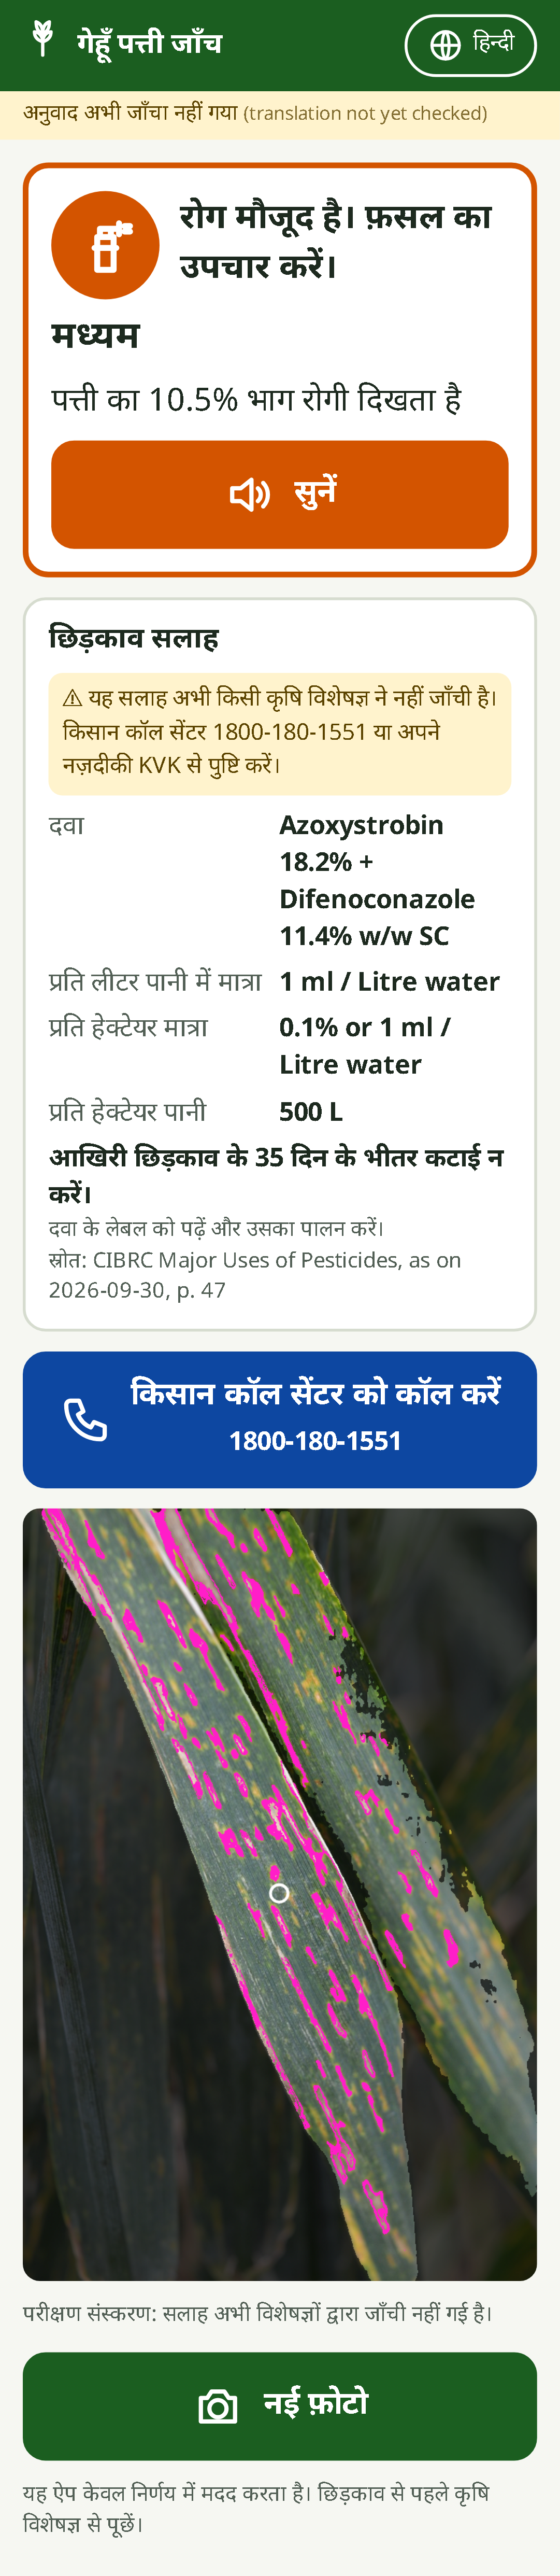 गेहूँ पत्ती जाँच
हिन्दी
अनुवाद अभी जाँचा नहीं गया (translation not yet checked)
रोग मौजूद है। फ़सल का
उपचार करें।
मध्यम
पत्ती का 10.5% भाग रोगी दिखता है
सुनें
छिड़काव सलाह
⚠ यह सलाह अभी किसी कृषि विशेषज्ञ ने नहीं जाँची है।
किसान कॉल सेंटर 1800-180-1551 या अपने
नज़दीकी KVK से पुष्टि करें।
दवा
Azoxystrobin
18.2% +
Difenoconazole
11.4% w/w SC
प्रति लीटर पानी में मात्रा 1 ml / Litre water
प्रति हेक्टेयर मात्रा 0.1% or 1 ml /
Litre water
प्रति हेक्टेयर पानी 500 L
आखिरी छिड़काव के 35 दिन के भीतर कटाई न
करें।
दवा के लेबल को पढ़ें और उसका पालन करें।
स्रोत: CIBRC Major Uses of Pesticides, as on
2026-09-30, p. 47
किसान कॉल सेंटर को कॉल करें
1800-180-1551
परीक्षण संस्करण: सलाह अभी विशेषज्ञों द्वारा जाँची नहीं गई है।
नई फ़ोटो
यह ऐप केवल निर्णय में मदद करता है। छिड़काव से पहले कृषि
विशेषज्ञ से पूछें।